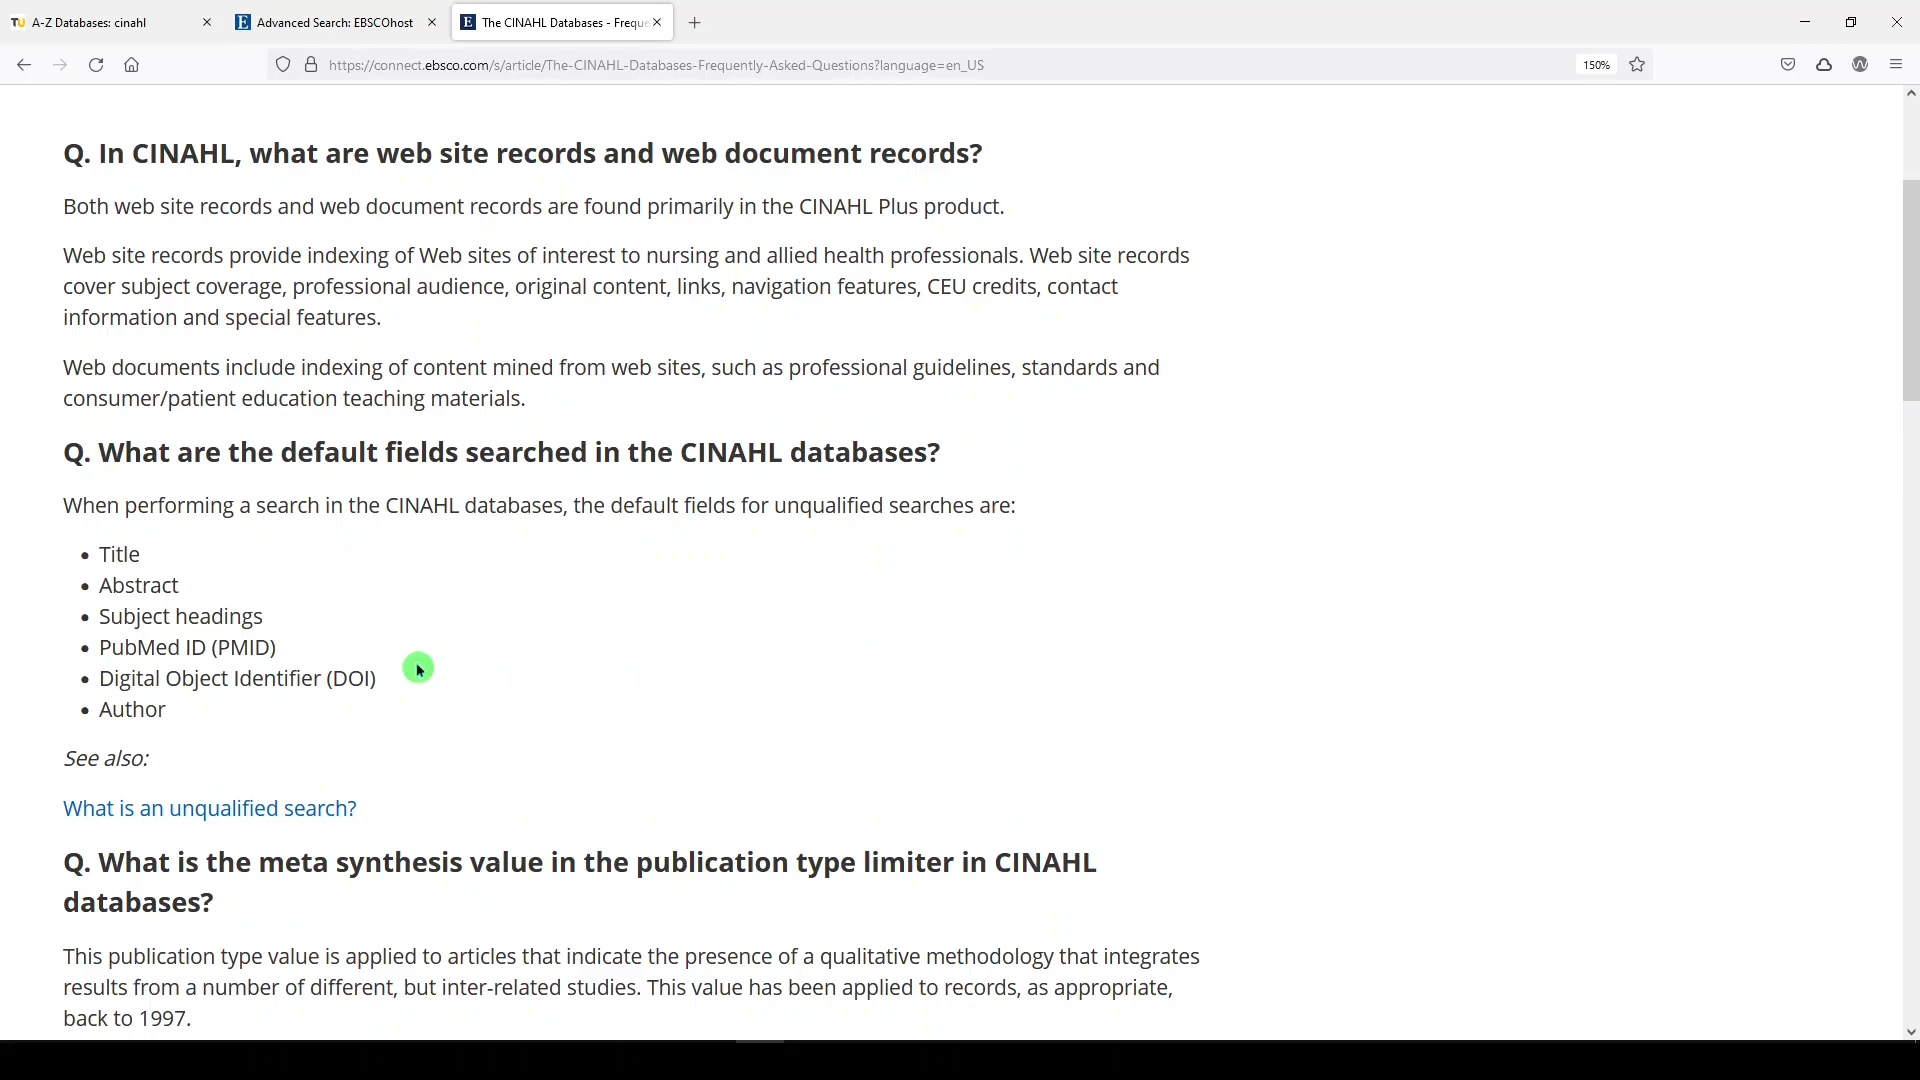 A-Z Databases: cinahl
Advanced Search: EBSCOhost
The CINAHL Databases - Freque
https://connect.ebsco.com/s/article/The-CINAHL-Databases-Frequently-Asked-Questions?language=en_US
150%
Q. In CINAHL, what are web site records and web document records?
Both web site records and web document records are found primarily in the CINAHL Plus product.
Web site records provide indexing of Web sites of interest to nursing and allied health professionals. Web site records
cover subject coverage, professional audience, original content, links, navigation features, CEU credits, contact
information and special features.
Web documents include indexing of content mined from web sites, such as professional guidelines, standards and
consumer/patient education teaching materials.
Q. What are the default fields searched in the CINAHL databases?
When performing a search in the CINAHL databases, the default fields for unqualified searches are:
• Title
• Abstract
• Subject headings
• PubMed ID (PMID)
• Digital Object Identifier (DOI)
• Author
See also:
What is an unqualified search?
Q. What is the meta synthesis value in the publication type limiter in CINAHL
databases?
This publication type value is applied to articles that indicate the presence of a qualitative methodology that integrates
results from a number of different, but inter-related studies. This value has been applied to records, as appropriate,
back to 1997.